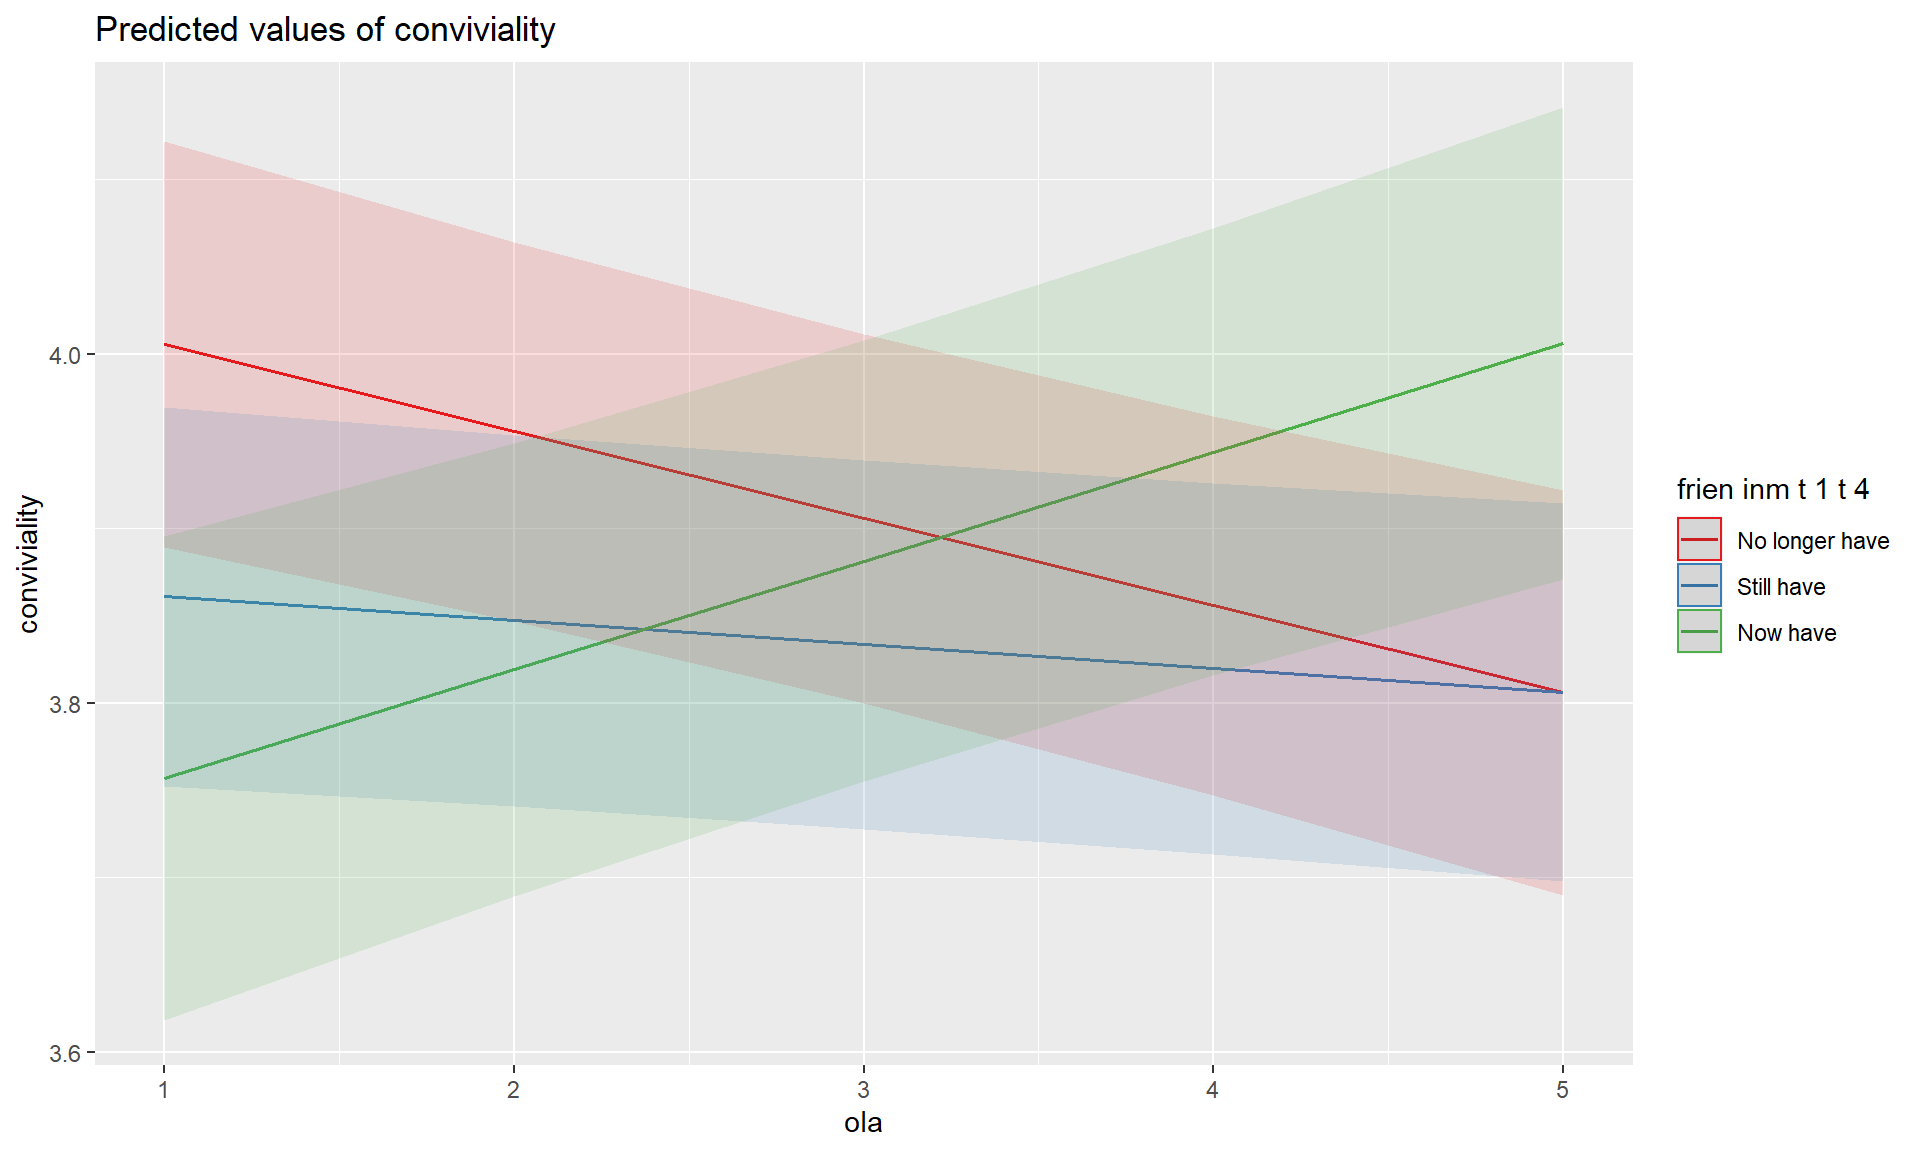 Predicted values of conviviality
conviviality
4.0
3.8
3.6
1 2 3 4 5
ola
frien inm t 1 t 4
No longer have
Still have
Now have